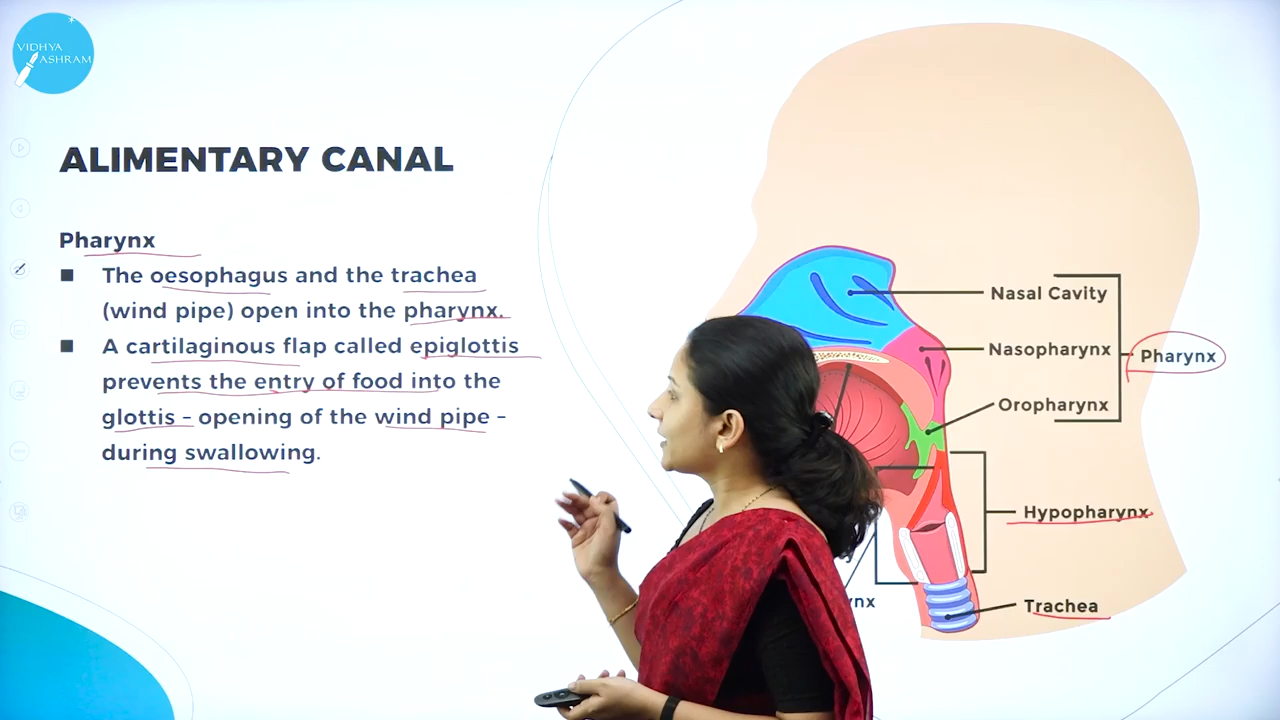 VIDHYA
ASHRAM
ALIMENTARY CANAL
Pharynx
The oesophagus and the trachea
(wind pipe) open into the pharynx.
A cartilaginous flap called epiglottis
prevents the entry of food into the
glottis – opening of the wind pipe –
during swallowing.
Nasal Cavity
Nasopharynx
Pharynx
Oropharynx
Hypopharynx
Trachea